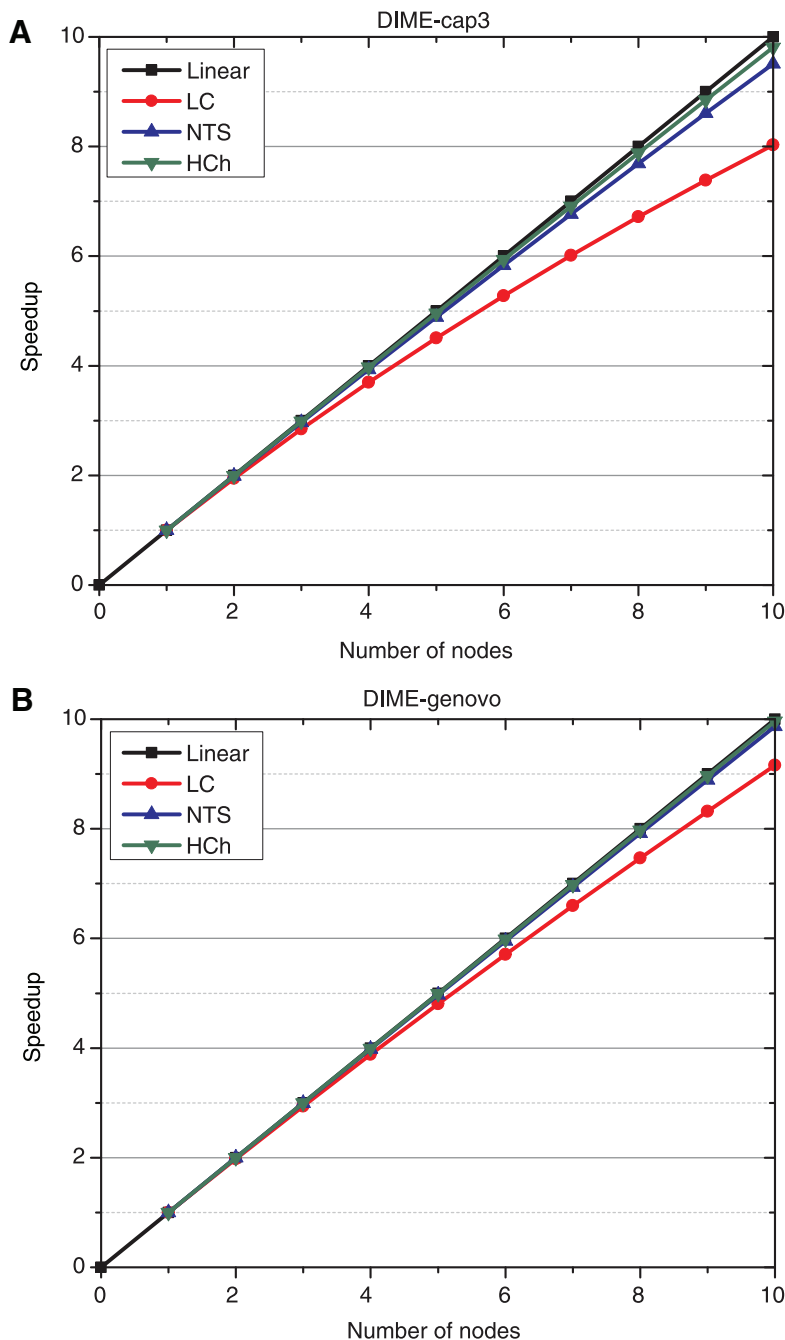 A
DIME-cap3
10
8
6
4
2
0
Speedup
Linear
LC
NTS
HCh
0 2 4 6 8 10
Number of nodes
B
DIME-genovo
10
8
6
4
2
0
Speedup
Linear
LC
NTS
HCh
0 2 4 6 8 10
Number of nodes